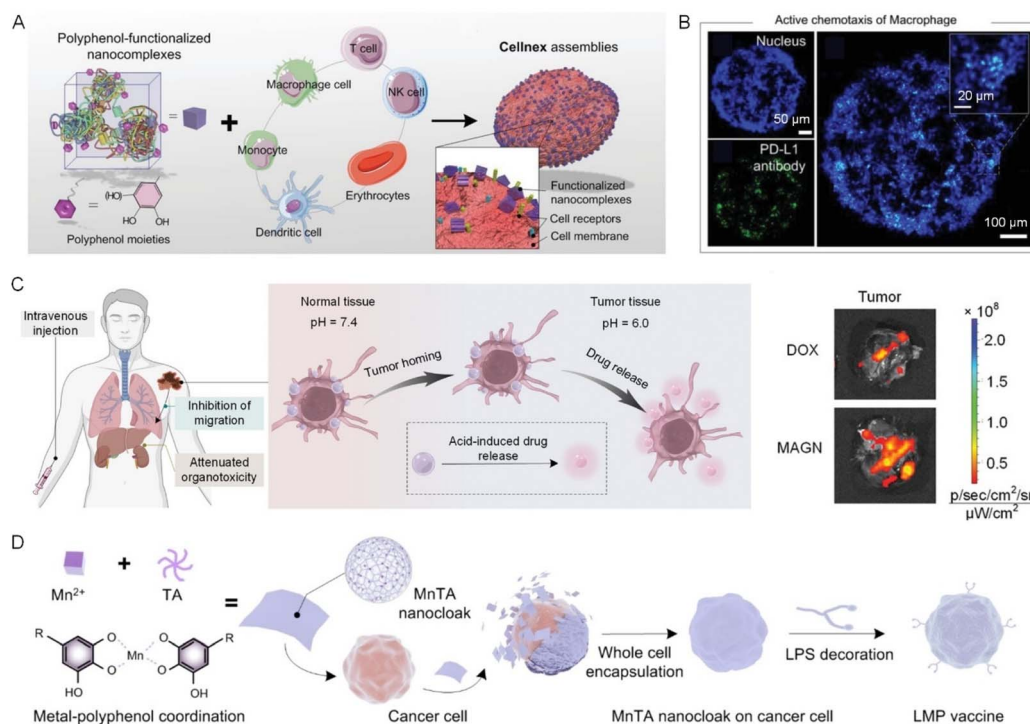 A
Polyphenol-functionalized
nanocomplexes
=
+
(HO)
HO
OH
=
Polyphenol moieties
T cell
Macrophage cell
NK cell
Monocyte
Erythrocytes
Dendritic cell
Cellnex assemblies
Functionalized
nanocomplexes
Cell receptors
Cell membrane
B
Active chemotaxis of Macrophage
Nucleus
50 µm
PD-L1
antibody
20 µm
100 µm
C
Intravenous
injection
Inhibition of
migration
Attenuated
organotoxicity
Normal tissue
pH = 7.4
Tumor homing
Tumor tissue
pH = 6.0
Drug release
Acid-induced drug
release
Tumor
DOX
MAGN
× 10⁸
2.0
1.5
1.0
0.5
p/sec/cm²/sr
µW/cm²
D
+
Mn²⁺
TA
=
R
O
O
Mn
O
O
R
HO
OH
Metal-polyphenol coordination
MnTA
nanocloak
Cancer cell
Whole cell
encapsulation
MnTA nanocloak on cancer cell
LPS decoration
LMP vaccine